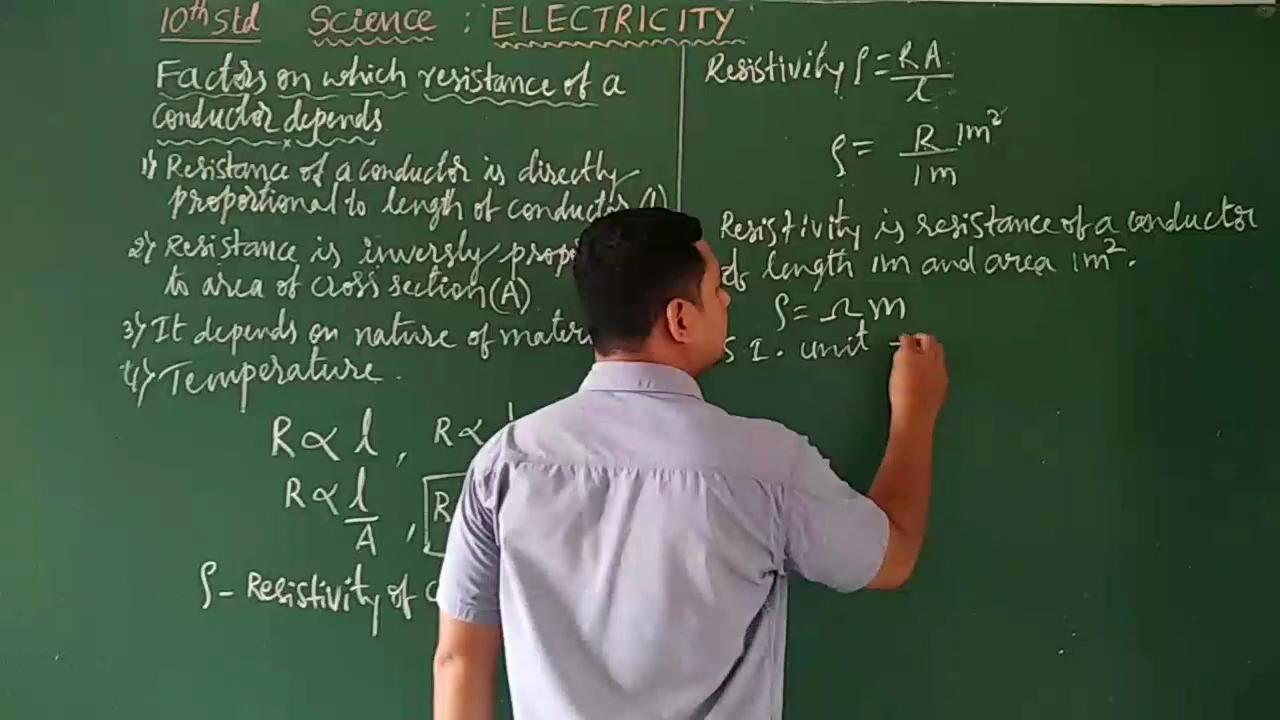 10th Std Science : ELECTRICITY
Factors on which resistance of a
conductor depends
1) Resistance of a conductor is directly
proportional to length of conductor (l)
2) Resistance is inversly
to area of cross section (A)
3) It depends on nature of
4) Temperature.
R ∝ l , R ∝
R ∝ l/A , R
ρ - Resistivity of
Resistivity ρ = RA/l
ρ = R 1m²/1m
Resistivity is resistance of a conductor
of length 1m and area 1m².
ρ = Ω m
S I. unit -